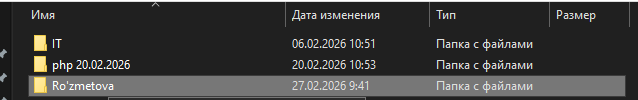 Имя Дата изменения Тип Размер
IT 06.02.2026 10:51 Папка с файлами
php 20.02.2026 20.02.2026 10:53 Папка с файлами
Ro'zmetova 27.02.2026 9:41 Папка с файлами